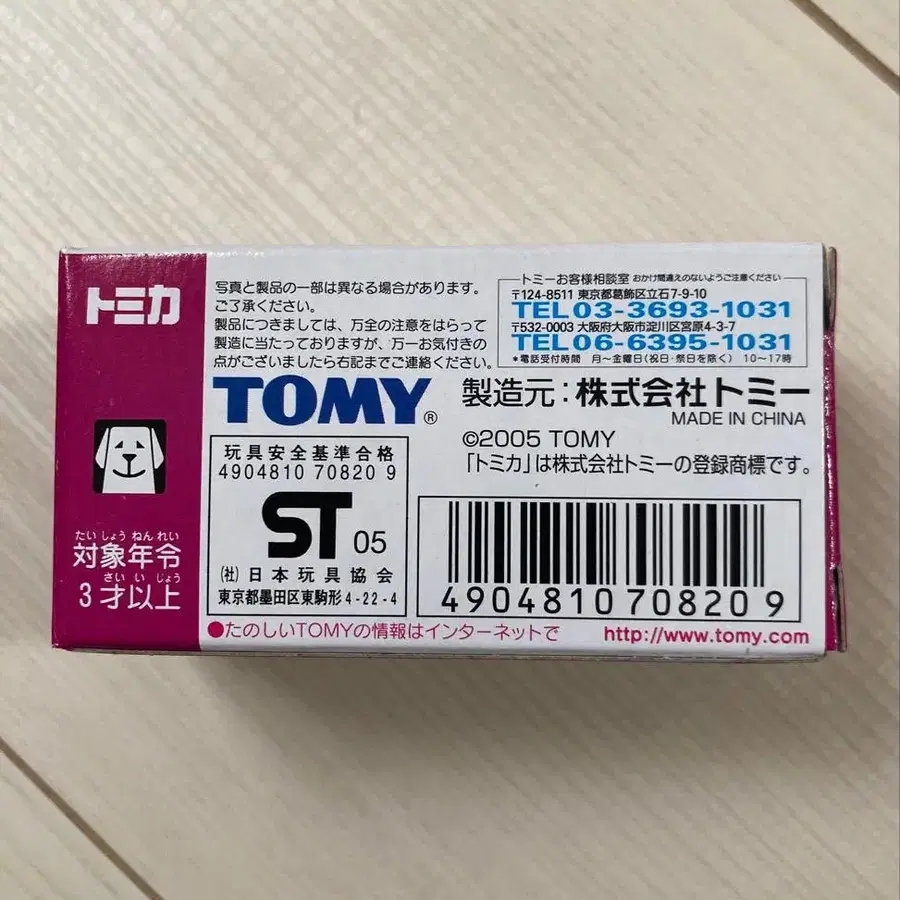 トミカ
写真と製品の一部は異なる場合があります。
ご了承ください。
製品につきましては、万全の注意をはらって
製造に当たっておりますが、万一お気付きの
点がございましたら右記までご連絡ください。
トミーお客様相談室 おかけ間違えのないようご注意ください
〒124-8511 東京都葛飾区立石7-9-10
TEL03-3693-1031
〒532-0003 大阪府大阪市淀川区宮原4-3-7
TEL06-6395-1031
*電話受付時間 月〜金曜日(祝日・祭日を除く) 10〜17時
TOMY®
製造元:株式会社トミー
MADE IN CHINA
©2005 TOMY
「トミカ」は株式会社トミーの登録商標です。
玩具安全基準合格
4904810 70820 9
ST 05
(社)日本玩具協会
東京都墨田区東駒形4-22-4
4904810708209
たいしょうねんれい
対象年令
さいいじょう
3才以上
●たのしいTOMYの情報はインターネットで
http://www.tomy.com